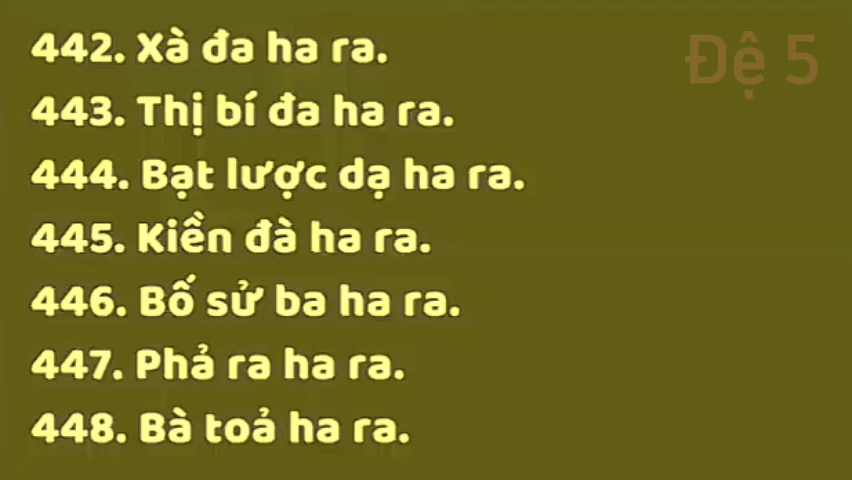 442. Xà đa ha ra.
Đệ 5
443. Thị bí đa ha ra.
444. Bạt lược dạ ha ra.
445. Kiền đà ha ra.
446. Bố sử ba ha ra.
447. Phả ra ha ra.
448. Bà toả ha ra.